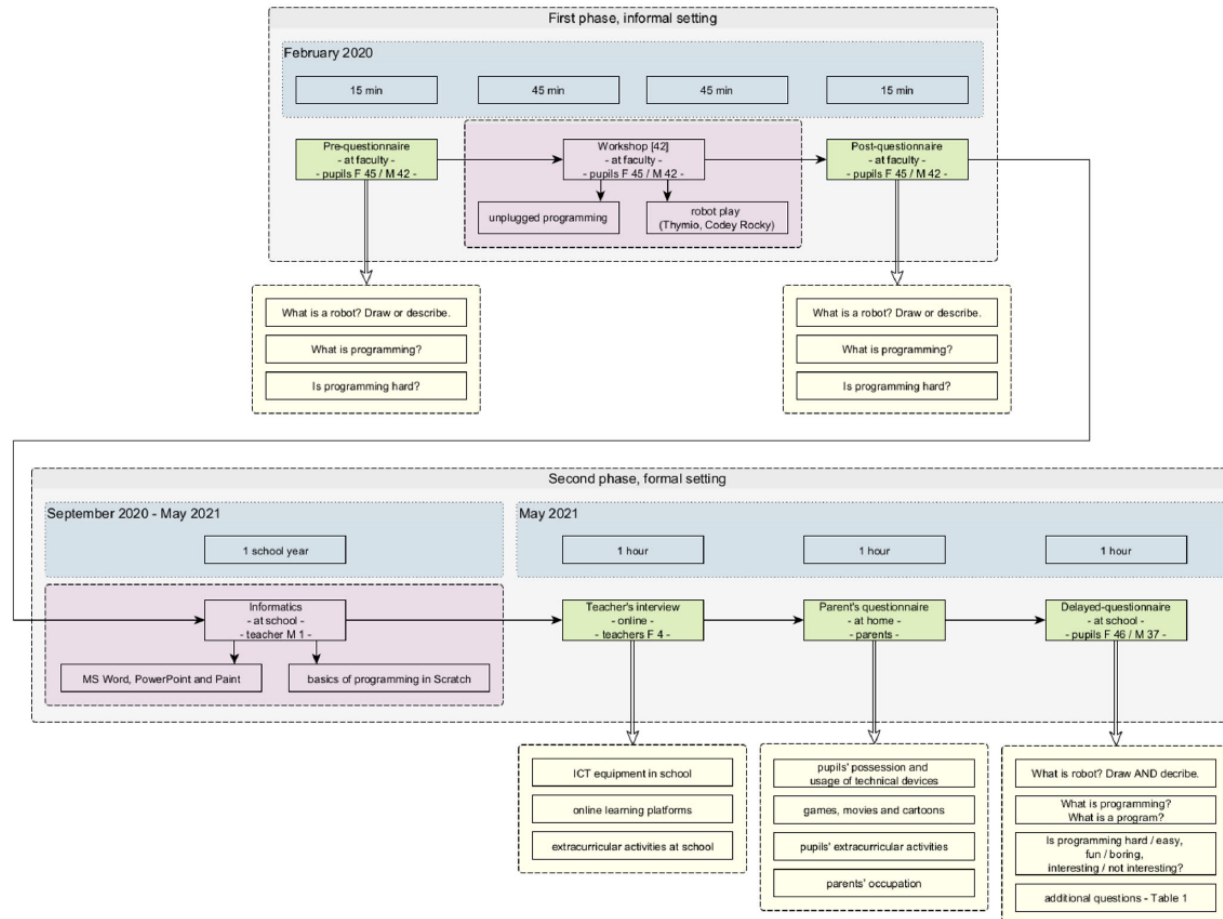 First phase, informal setting
February 2020
15 min
45 min
45 min
15 min
Pre-questionnaire
- at faculty -
- pupils F 45 / M 42 -
Workshop [42]
- at faculty -
- pupils F 45 / M 42 -
Post-questionnaire
- at faculty -
- pupils F 45 / M 42 -
unplugged programming
robot play
(Thymio, Codey Rocky)
What is a robot? Draw or describe.
What is programming?
Is programming hard?
What is a robot? Draw or describe.
What is programming?
Is programming hard?
Second phase, formal setting
September 2020 - May 2021
May 2021
1 school year
1 hour
1 hour
1 hour
Informatics
- at school -
- teacher M 1 -
Teacher's interview
- online -
- teachers F 4 -
Parent's questionnaire
- at home -
- parents -
Delayed-questionnaire
- at school -
- pupils F 46 / M 37 -
MS Word, PowerPoint and Paint
basics of programming in Scratch
ICT equipment in school
online learning platforms
extracurricular activities at school
pupils' possession and
usage of technical devices
games, movies and cartoons
pupils' extracurricular activities
parents' occupation
What is robot? Draw AND decribe.
What is programming?
What is a program?
Is programming hard / easy,
fun / boring,
interesting / not interesting?
additional questions - Table 1